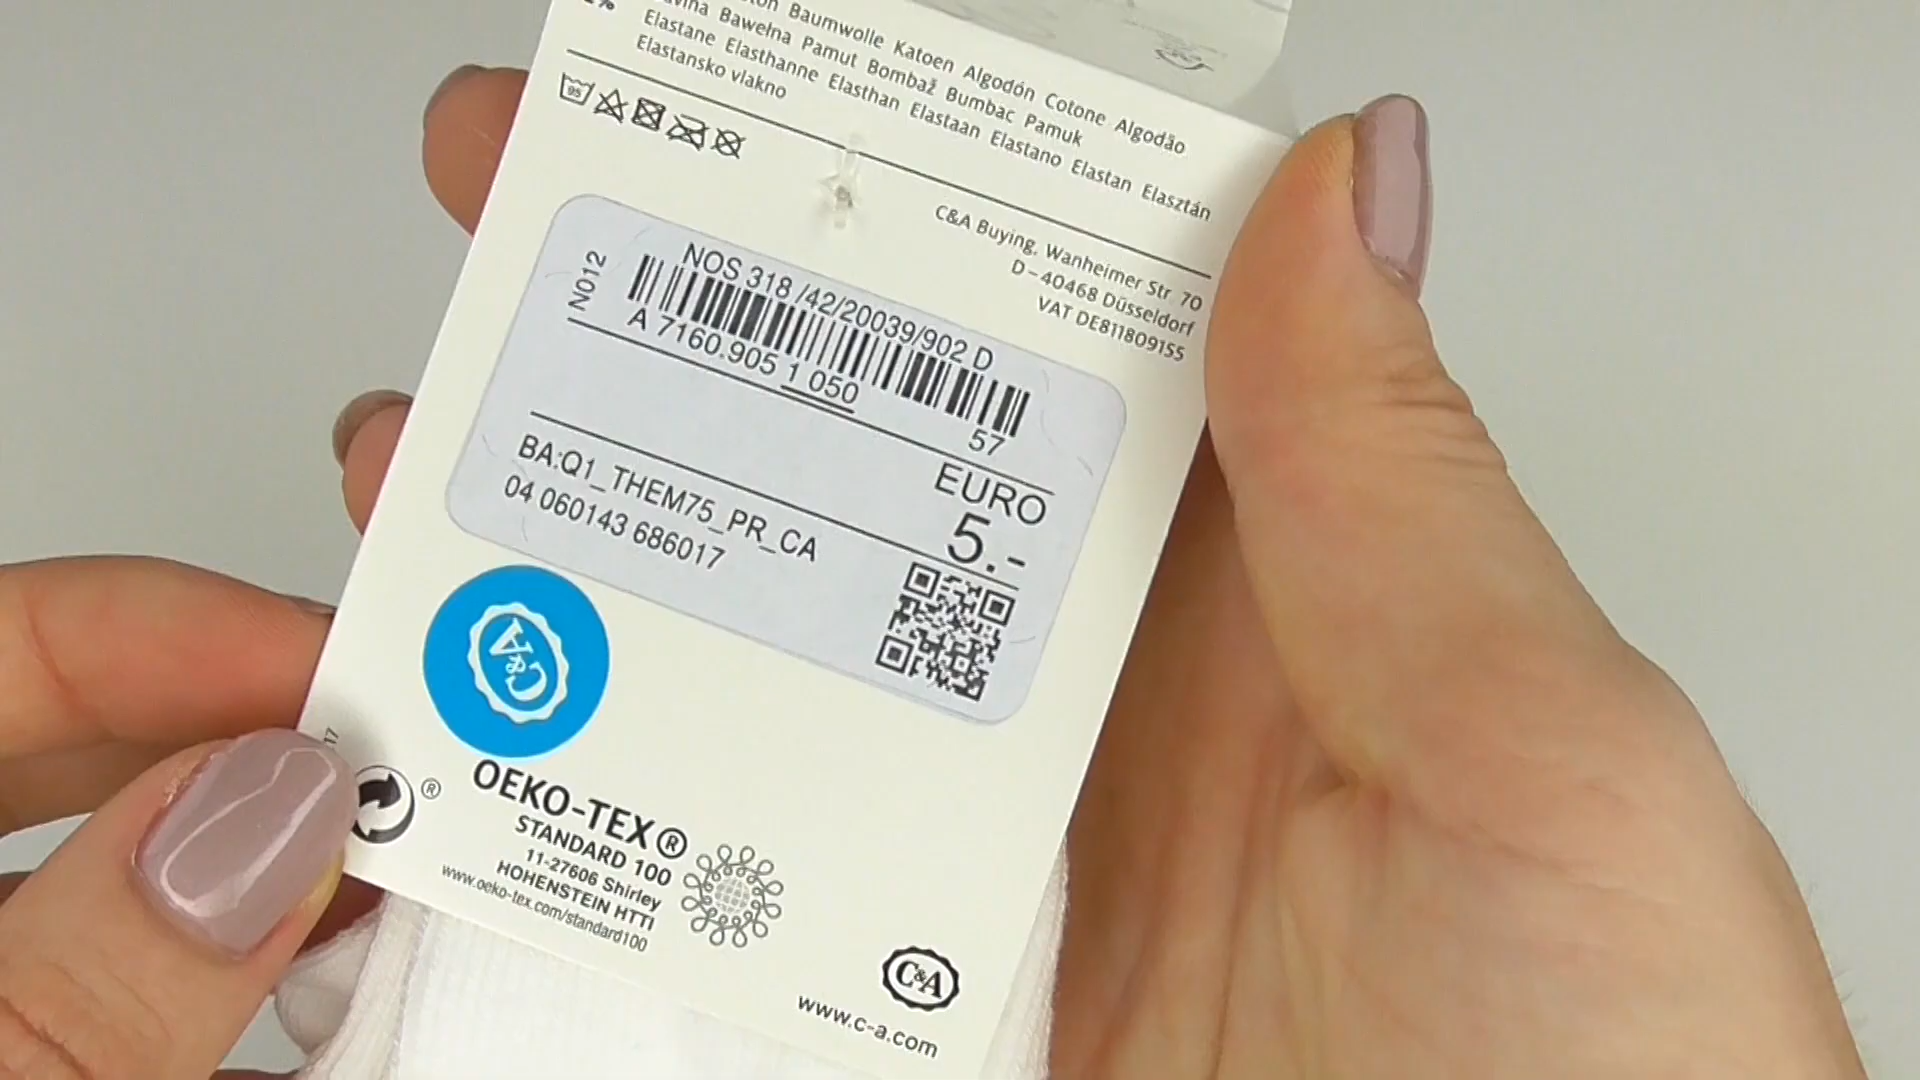 Baumwolle Katoen Algodón Cotone Algodão
Bawełna Pamut Bombaž Bumbac Pamuk
Elastane Elasthanne Elasthan Elastaan Elastano Elastan Elasztán
Elastansko vlakno
95
C&A Buying, Wanheimer Str 70
D-40468 Düsseldorf
VAT DE811809155
N012
NOS 318 /42/20039/902 D
A 7160.905 1 050
57
EURO
5.-
BA:Q1_THEM75_PR_CA
04 060143 686017
C&A
17
®
OEKO-TEX®
STANDARD 100
11-27606 Shirley
HOHENSTEIN HTTI
www.oeko-tex.com/standard100
C&A
www.c-a.com